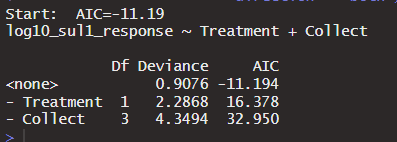 Start:  AIC=-11.19
log10_sul1_response ~ Treatment + Collect

            Df Deviance     AIC
<none>           0.9076 -11.194
- Treatment  1   2.2868  16.378
- Collect    3   4.3494  32.950
>